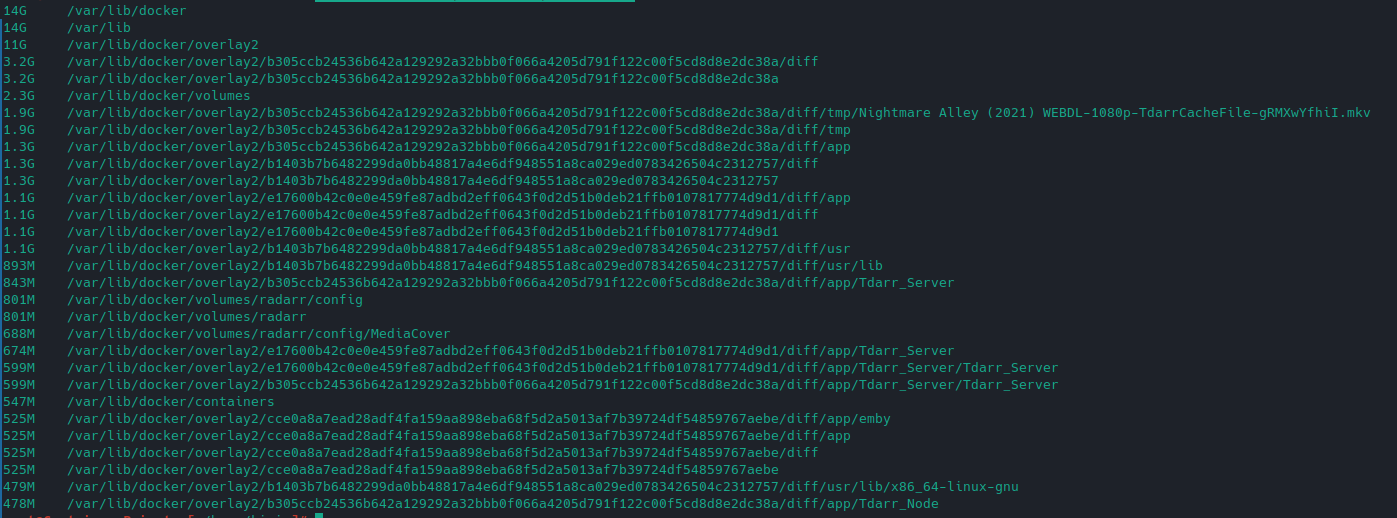 14G /var/lib/docker
14G /var/lib
11G /var/lib/docker/overlay2
3.2G /var/lib/docker/overlay2/b305ccb24536b642a129292a32bbb0f066a4205d791f122c00f5cd8d8e2dc38a/diff
3.2G /var/lib/docker/overlay2/b305ccb24536b642a129292a32bbb0f066a4205d791f122c00f5cd8d8e2dc38a
2.3G /var/lib/docker/volumes
1.9G /var/lib/docker/overlay2/b305ccb24536b642a129292a32bbb0f066a4205d791f122c00f5cd8d8e2dc38a/diff/tmp/Nightmare Alley (2021) WEBDL-1080p-TdarrCacheFile-gRMXwYfhiI.mkv
1.9G /var/lib/docker/overlay2/b305ccb24536b642a129292a32bbb0f066a4205d791f122c00f5cd8d8e2dc38a/diff/tmp
1.3G /var/lib/docker/overlay2/b305ccb24536b642a129292a32bbb0f066a4205d791f122c00f5cd8d8e2dc38a/diff/app
1.3G /var/lib/docker/overlay2/b1403b7b6482299da0bb48817a4e6df948551a8ca029ed0783426504c2312757/diff
1.3G /var/lib/docker/overlay2/b1403b7b6482299da0bb48817a4e6df948551a8ca029ed0783426504c2312757
1.1G /var/lib/docker/overlay2/e17600b42c0e0e459fe87adbd2eff0643f0d2d51b0deb21ffb0107817774d9d1/diff/app
1.1G /var/lib/docker/overlay2/e17600b42c0e0e459fe87adbd2eff0643f0d2d51b0deb21ffb0107817774d9d1/diff
1.1G /var/lib/docker/overlay2/e17600b42c0e0e459fe87adbd2eff0643f0d2d51b0deb21ffb0107817774d9d1
1.1G /var/lib/docker/overlay2/b1403b7b6482299da0bb48817a4e6df948551a8ca029ed0783426504c2312757/diff/usr
893M /var/lib/docker/overlay2/b1403b7b6482299da0bb48817a4e6df948551a8ca029ed0783426504c2312757/diff/usr/lib
843M /var/lib/docker/overlay2/b305ccb24536b642a129292a32bbb0f066a4205d791f122c00f5cd8d8e2dc38a/diff/app/Tdarr_Server
801M /var/lib/docker/volumes/radarr/config
801M /var/lib/docker/volumes/radarr
688M /var/lib/docker/volumes/radarr/config/MediaCover
674M /var/lib/docker/overlay2/e17600b42c0e0e459fe87adbd2eff0643f0d2d51b0deb21ffb0107817774d9d1/diff/app/Tdarr_Server
599M /var/lib/docker/overlay2/e17600b42c0e0e459fe87adbd2eff0643f0d2d51b0deb21ffb0107817774d9d1/diff/app/Tdarr_Server/Tdarr_Server
599M /var/lib/docker/overlay2/b305ccb24536b642a129292a32bbb0f066a4205d791f122c00f5cd8d8e2dc38a/diff/app/Tdarr_Server/Tdarr_Server
547M /var/lib/docker/containers
525M /var/lib/docker/overlay2/cce0a8a7ead28adf4fa159aa898eba68f5d2a5013af7b39724df54859767aebe/diff/app/emby
525M /var/lib/docker/overlay2/cce0a8a7ead28adf4fa159aa898eba68f5d2a5013af7b39724df54859767aebe/diff/app
525M /var/lib/docker/overlay2/cce0a8a7ead28adf4fa159aa898eba68f5d2a5013af7b39724df54859767aebe/diff
525M /var/lib/docker/overlay2/cce0a8a7ead28adf4fa159aa898eba68f5d2a5013af7b39724df54859767aebe
479M /var/lib/docker/overlay2/b1403b7b6482299da0bb48817a4e6df948551a8ca029ed0783426504c2312757/diff/usr/lib/x86_64-linux-gnu
478M /var/lib/docker/overlay2/b305ccb24536b642a129292a32bbb0f066a4205d791f122c00f5cd8d8e2dc38a/diff/app/Tdarr_Node